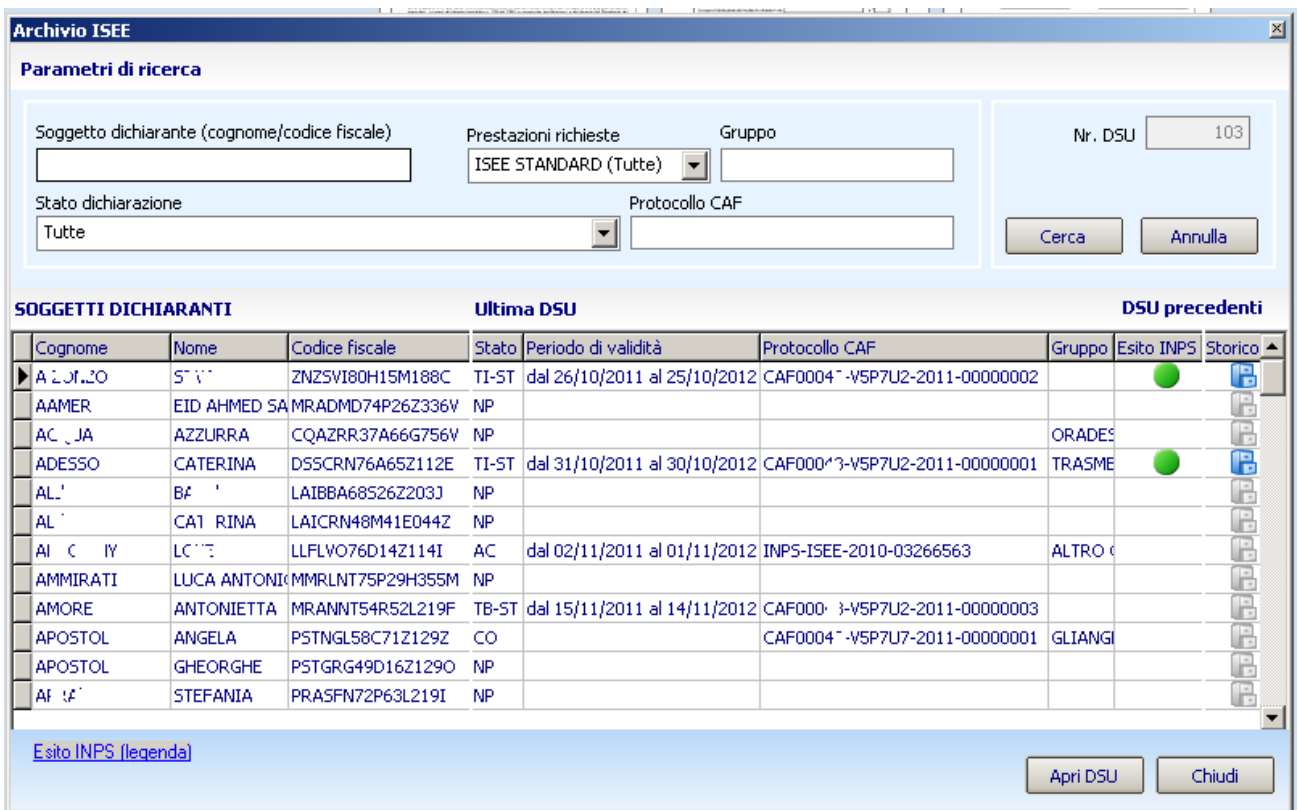 Archivio ISEE
Parametri di ricerca
Soggetto dichiarante (cognome/codice fiscale) Prestazioni richieste Gruppo Nr. DSU 103
ISEE STANDARD (Tutte)
Stato dichiarazione Protocollo CAF
Tutte Cerca Annulla
SOGGETTI DICHIARANTI Ultima DSU DSU precedenti
Cognome Nome Codice fiscale Stato Periodo di validità Protocollo CAF Gruppo Esito INPS Storico
ZNZSVI80H15M188C TI-ST dal 26/10/2011 al 25/10/2012
AAMER EID AHMED SA MRADMD74P26Z336V NP
AZZURRA CQAZRR37A66G756V NP ORADES
ADESSO CATERINA DSSCRN76A65Z112E TI-ST dal 31/10/2011 al 30/10/2012 TRASME
LAIBBA68S26Z203J NP
LAICRN48M41E044Z NP
LLFLVO76D14Z114I AC dal 02/11/2011 al 01/11/2012 INPS-ISEE-2010-03266563 ALTRO
AMMIRATI LUCA ANTONI MMRLNT75P29H355M NP
AMORE ANTONIETTA MRANNT54R52L219F TB-ST dal 15/11/2011 al 14/11/2012
APOSTOL ANGELA PSTNGL58C71Z129Z CO GLIANGI
APOSTOL GHEORGHE PSTGRG49D16Z129O NP
STEFANIA PRASFN72P63L219I NP
Esito INPS (legenda)
Apri DSU Chiudi